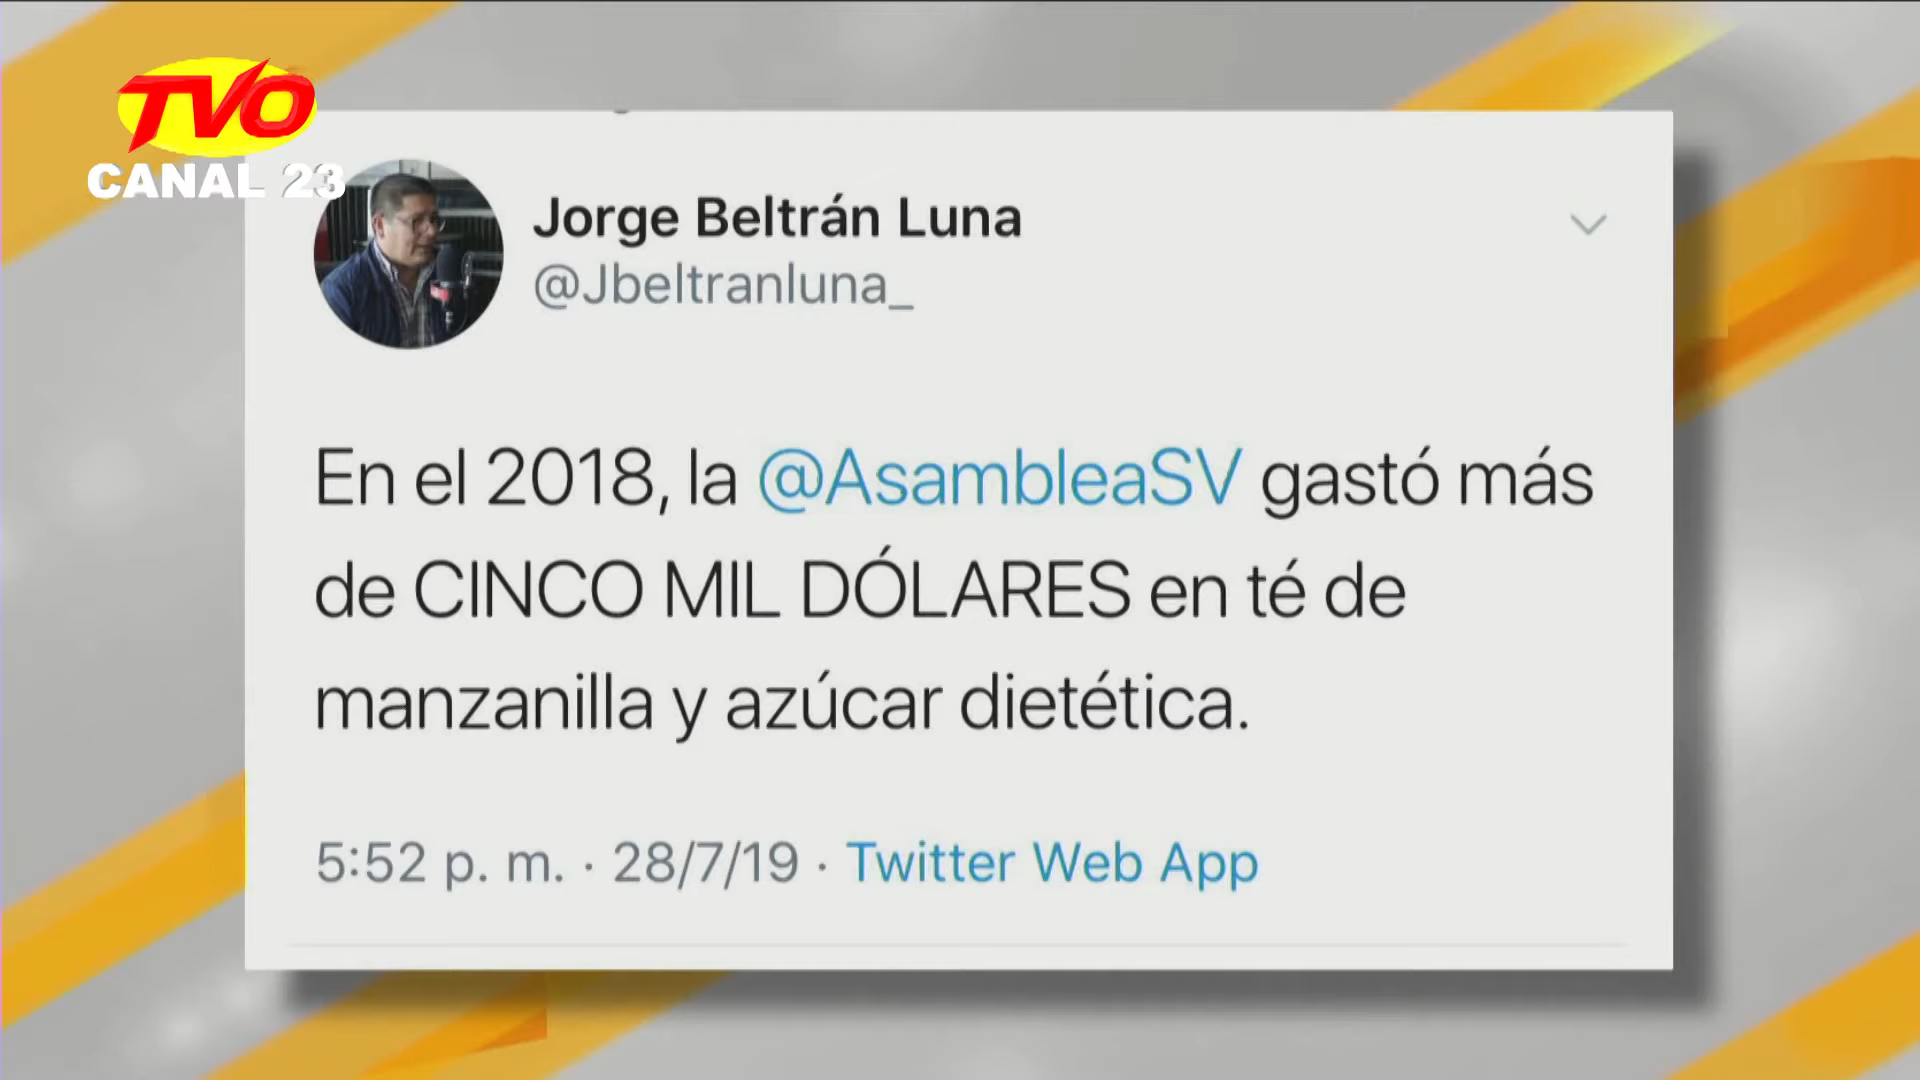 TVO
CANAL 23
Jorge Beltrán Luna
@Jbeltranluna_
En el 2018, la @AsambleaSV gastó más
de CINCO MIL DÓLARES en té de
manzanilla y azúcar dietética.
5:52 p. m. · 28/7/19 · Twitter Web App